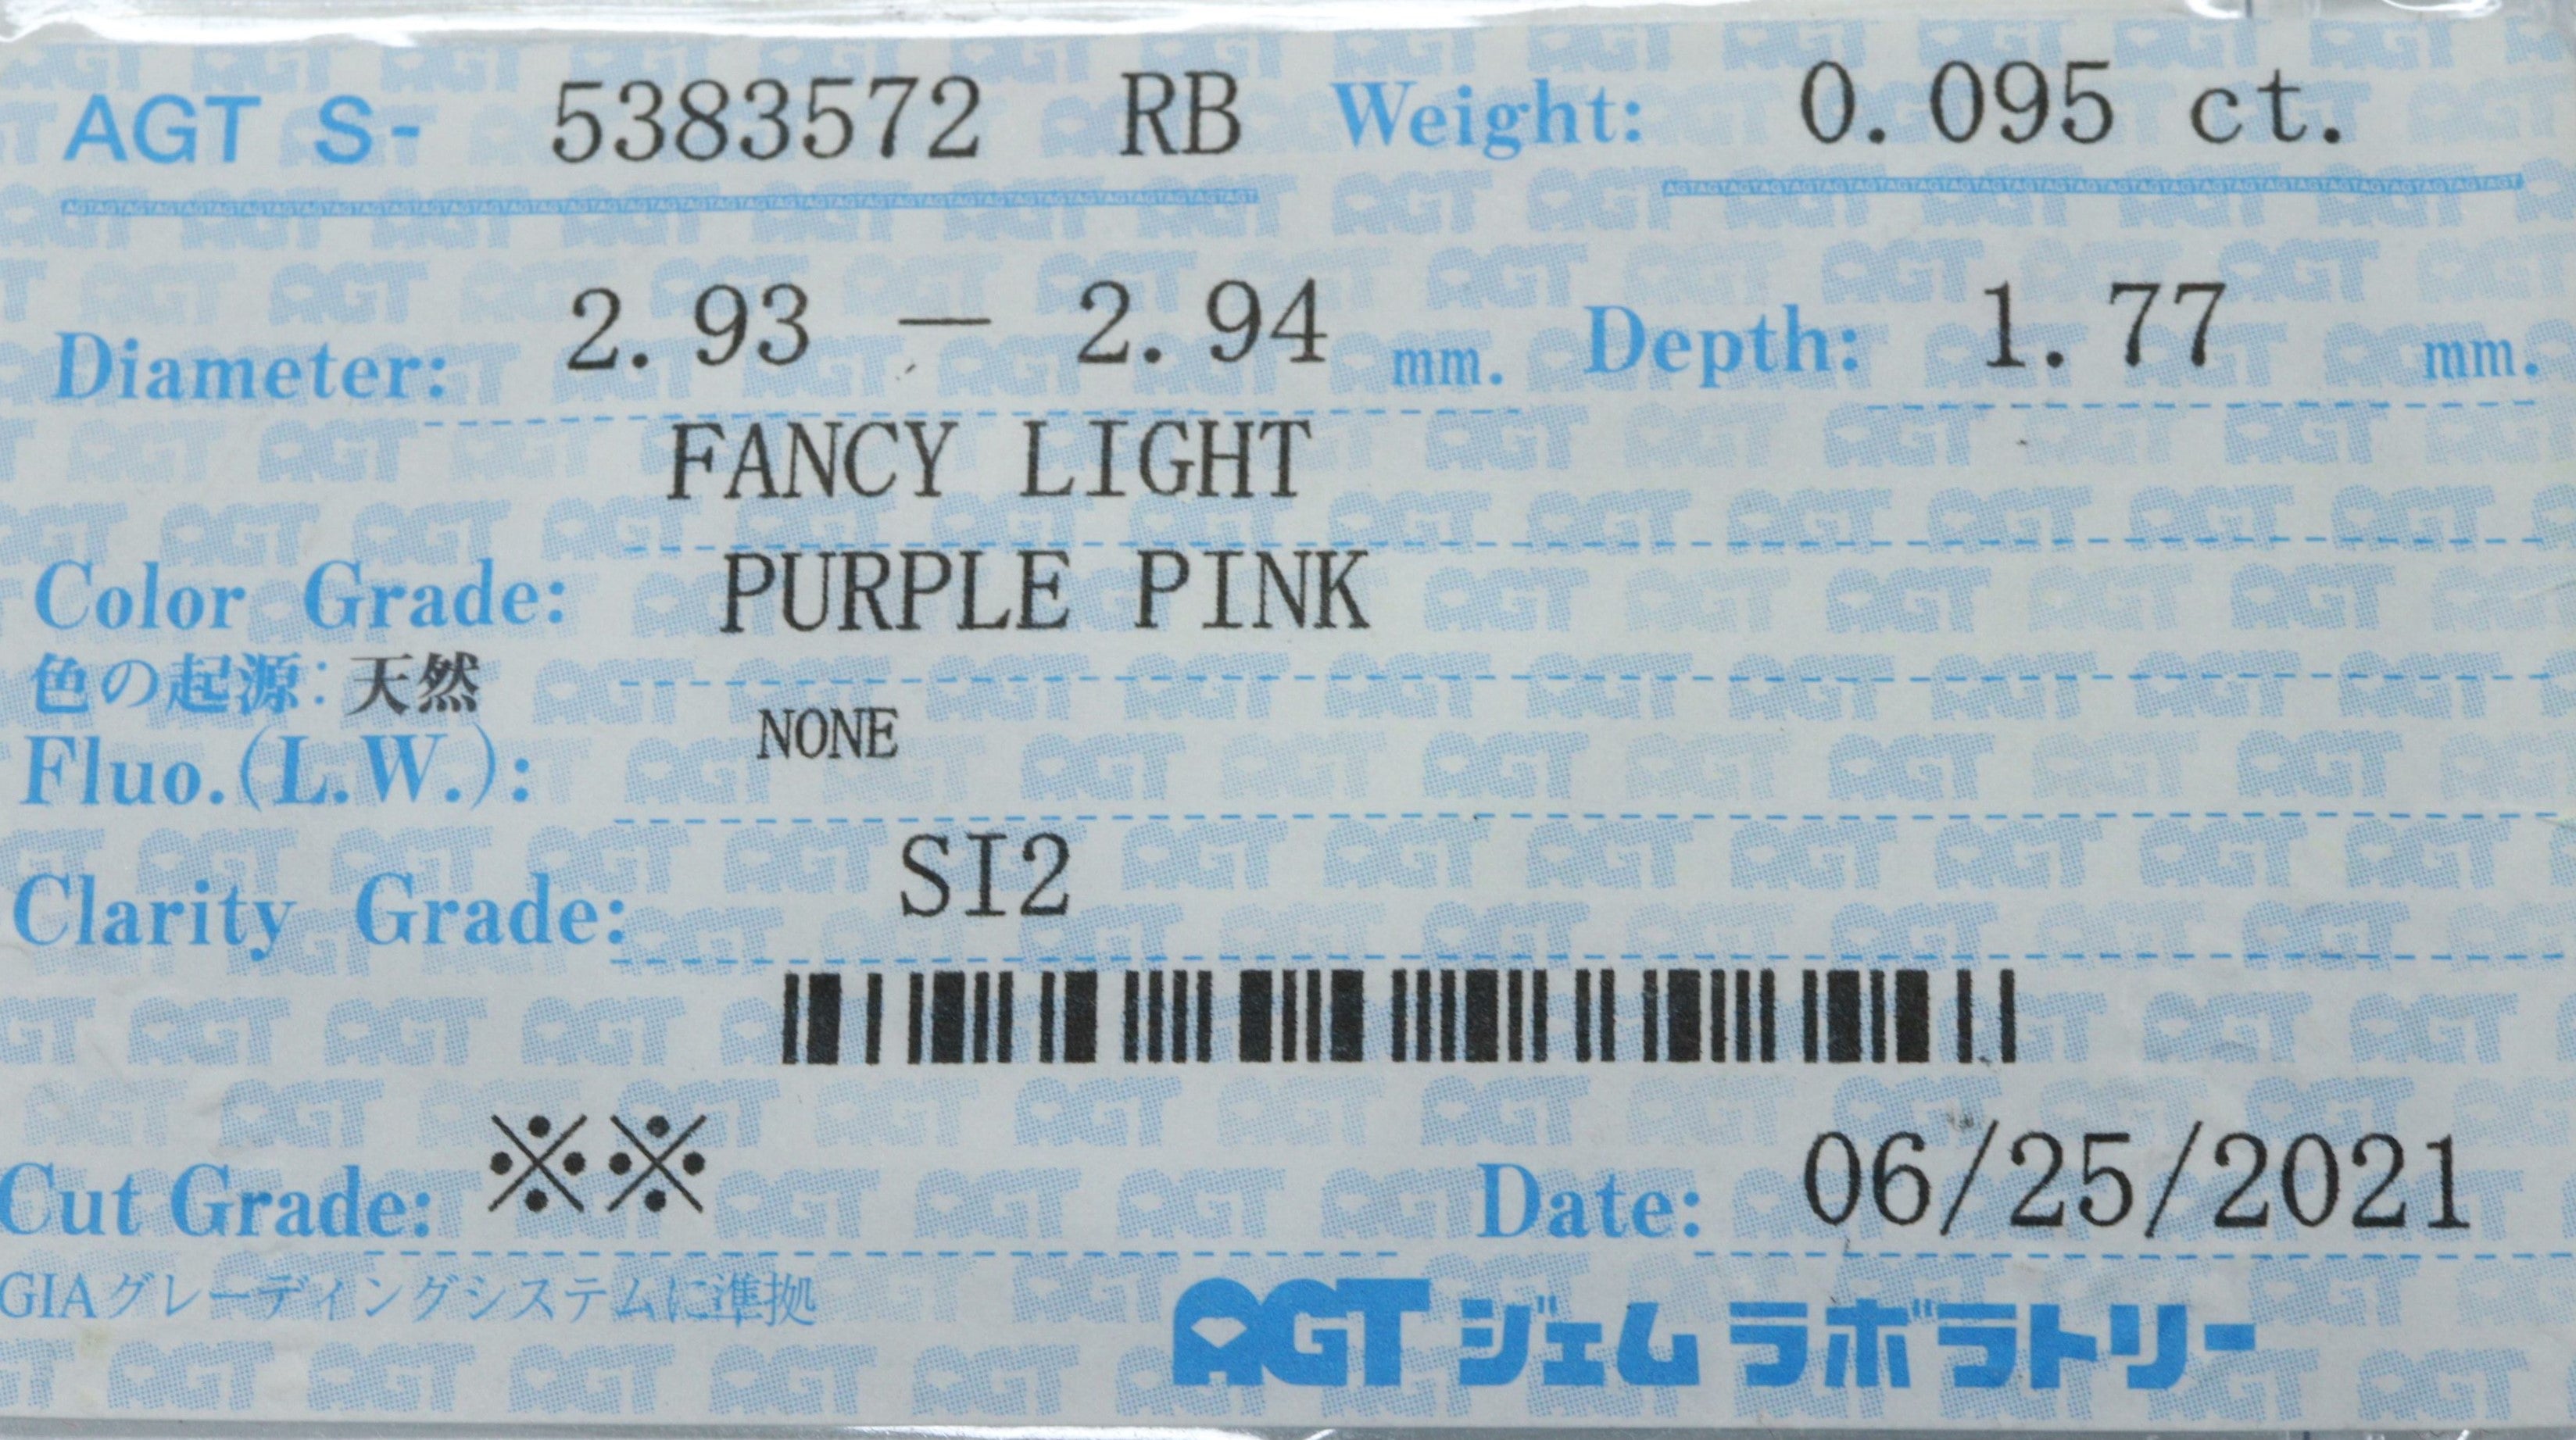 AGT S- 5383572 RB Weight: 0.095 ct.
Diameter: 2.93 — 2.94 mm. Depth: 1.77 mm.
FANCY LIGHT
Color Grade: PURPLE PINK
色の起源: 天然
Fluo.(L.W.): NONE
Clarity Grade: SI2
Cut Grade: ※※ Date: 06/25/2021
GIAグレーディングシステムに準拠
AGT ジェム ラボラトリー